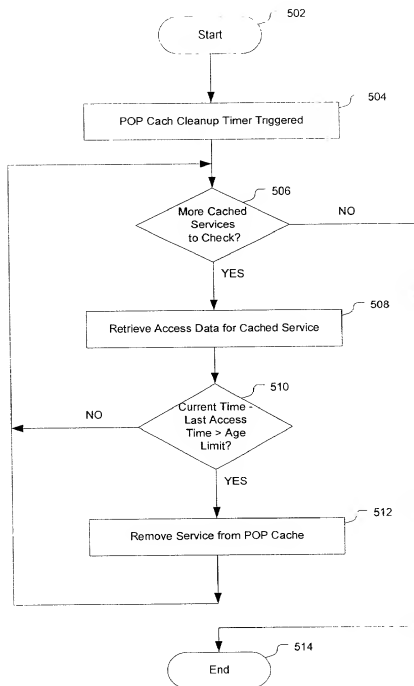 502
Start
504
POP Cach Cleanup Timer Triggered
506
More Cached
Services
to Check?
NO
YES
508
Retrieve Access Data for Cached Service
510
Current Time -
Last Access
Time > Age
Limit?
NO
YES
512
Remove Service from POP Cache
514
End